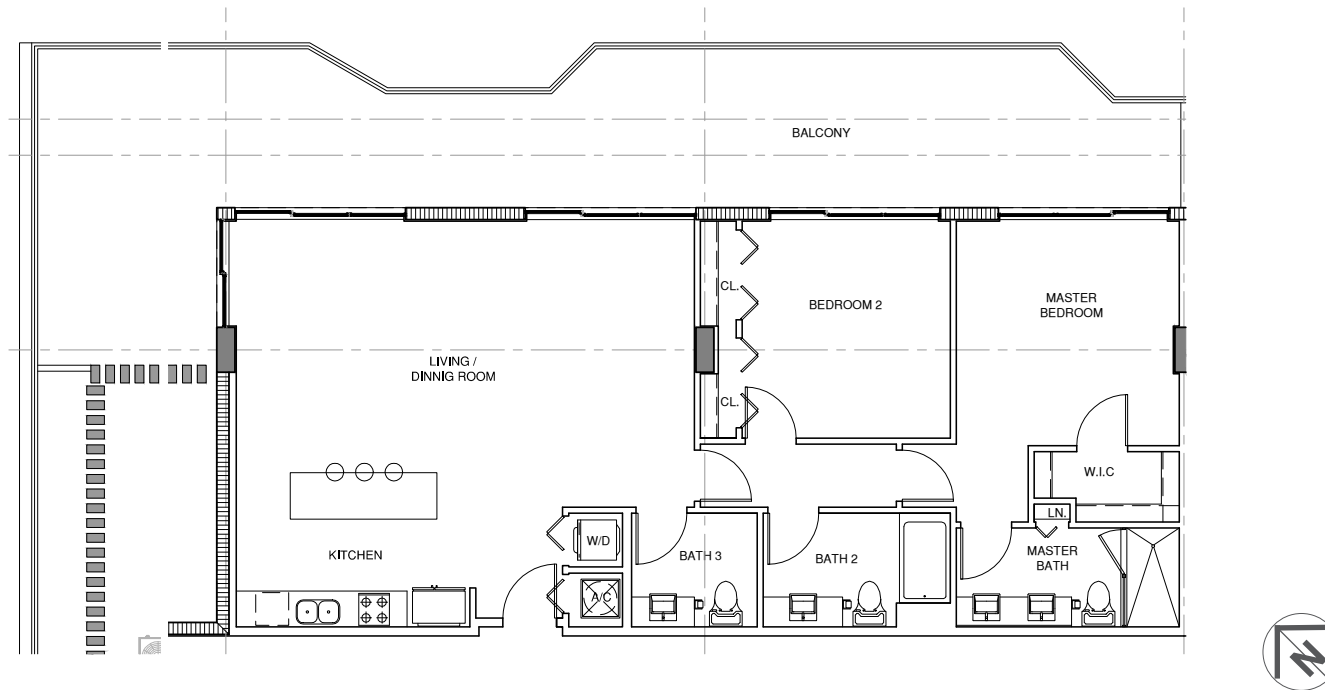 BALCONY
CL.
BEDROOM 2
MASTER
BEDROOM
LIVING /
DINNIG ROOM
CL.
W.I.C
LN.
KITCHEN
W/D
BATH 3
BATH 2
MASTER
BATH
A/C
N